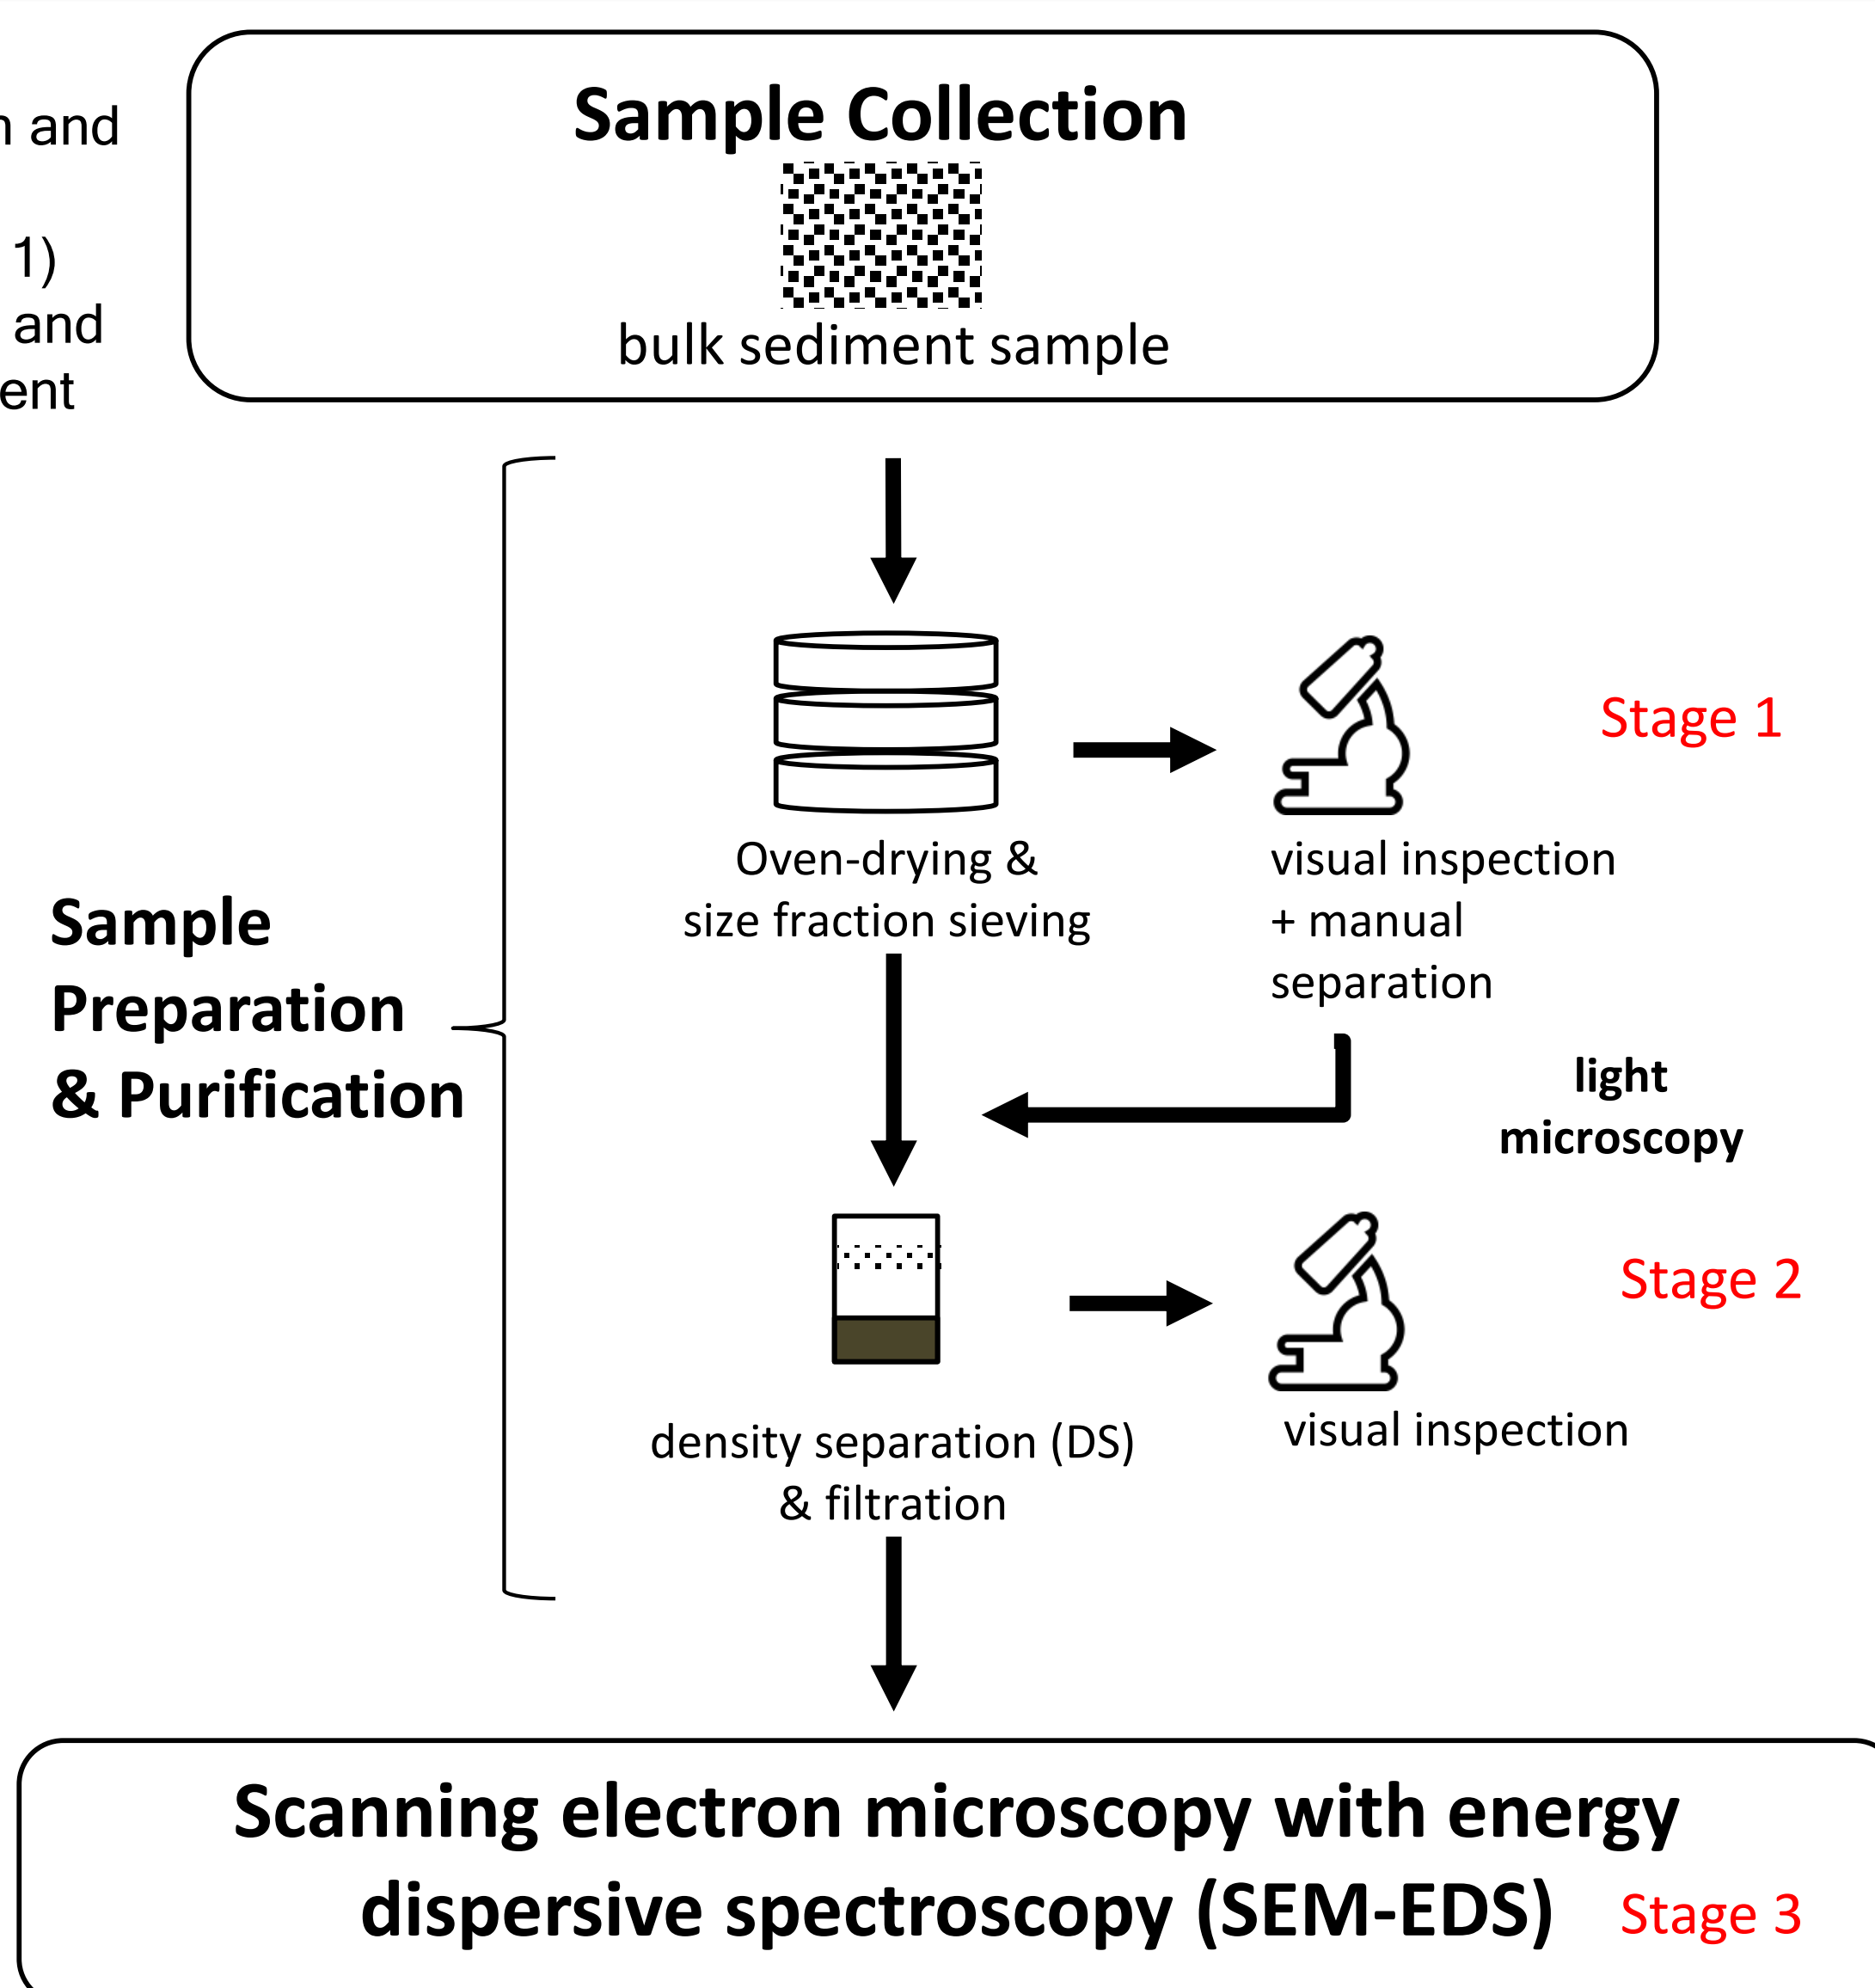 and
1)
and
Sample Collection
bulk sediment sample
Stage 1
Oven-drying &
size fraction sieving
visual inspection
+ manual
separation
Sample
Preparation
& Purification
light
microscopy
Stage 2
density separation (DS)
& filtration
visual inspection
Scanning electron microscopy with energy
dispersive spectroscopy (SEM-EDS)
Stage 3